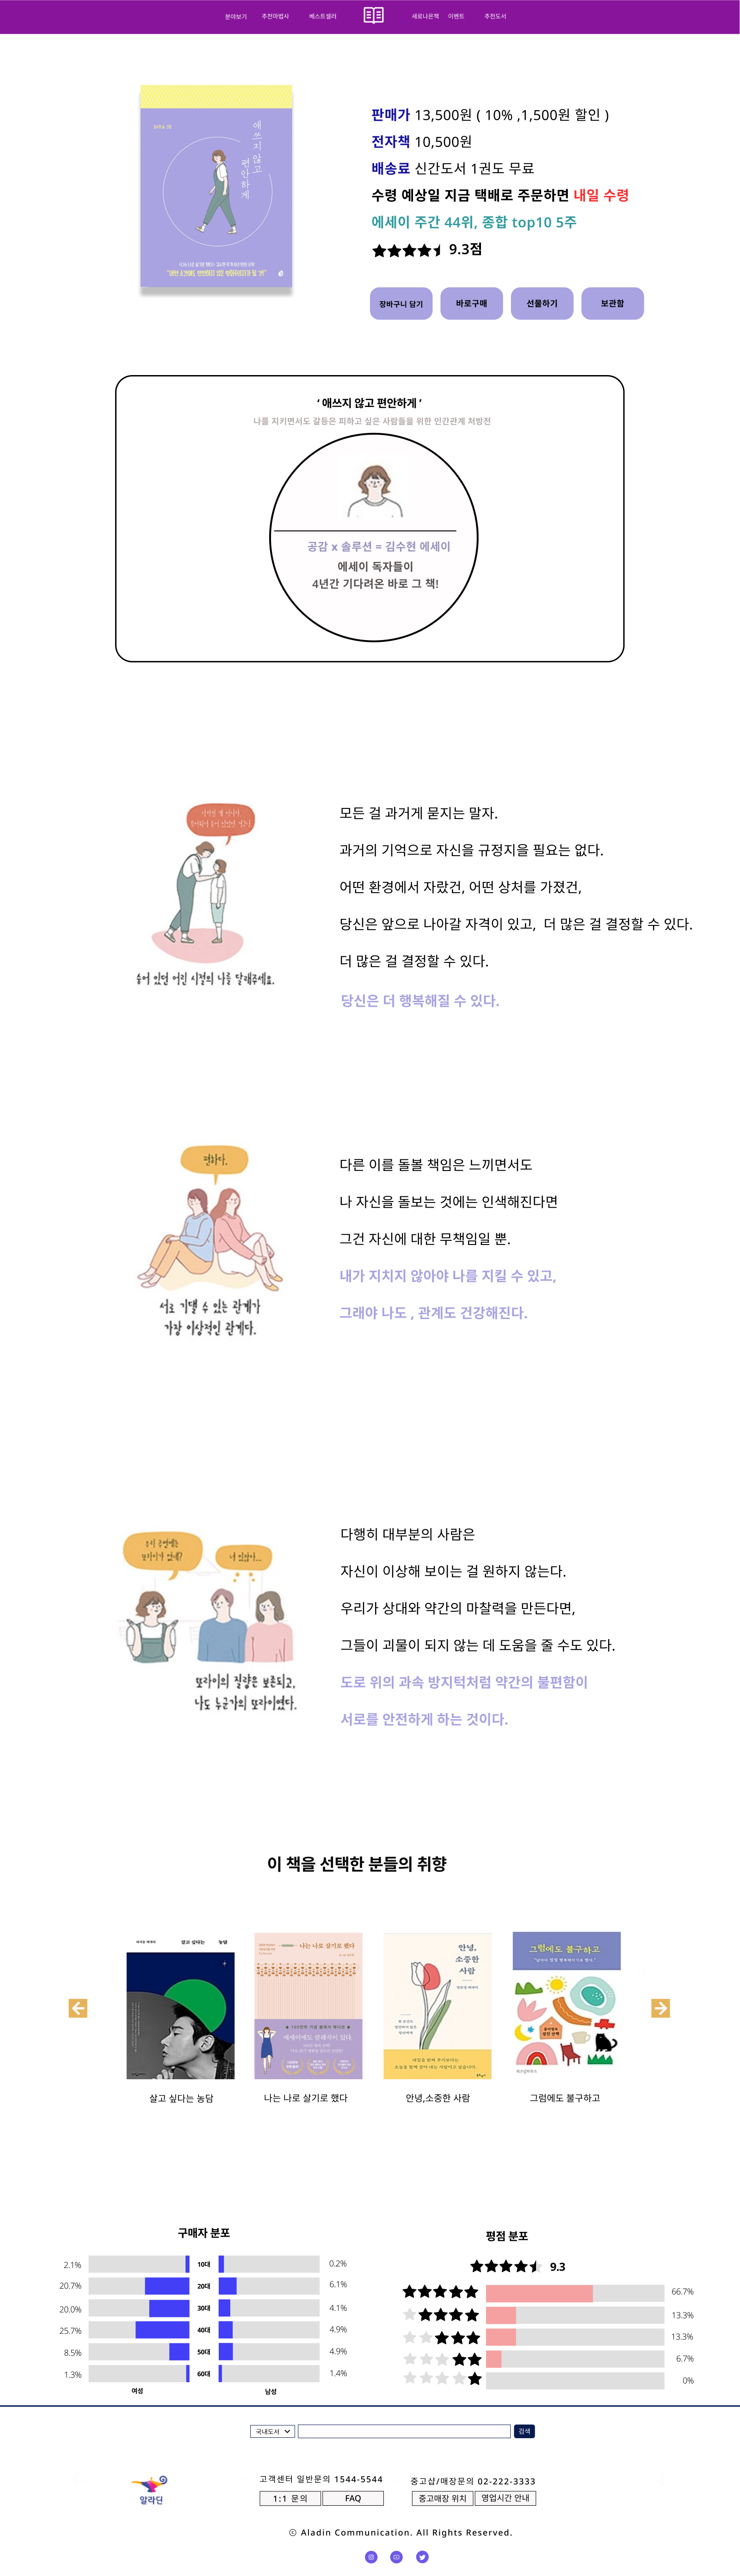 분야보기 추천마법사 베스트셀러 새로나온책 이벤트 추천도서
애쓰지 않고
편안하게
판매가 13,500원 ( 10% ,1,500원 할인 )
전자책 10,500원
배송료 신간도서 1권도 무료
수령 예상일 지금 택배로 주문하면 내일 수령
에세이 주간 44위, 종합 top10 5주
9.3점
장바구니 담기 바로구매 선물하기 보관함
‘ 애쓰지 않고 편안하게 ‘
나를 지키면서도 갈등은 피하고 싶은 사람들을 위한 인간관계 처방전
공감 x 솔루션 = 김수현 에세이
에세이 독자들이
4년간 기다려온 바로 그 책!
모든 걸 과거게 묻지는 말자.
과거의 기억으로 자신을 규정지을 필요는 없다.
어떤 환경에서 자랐건, 어떤 상처를 가졌건,
당신은 앞으로 나아갈 자격이 있고, 더 많은 걸 결정할 수 있다.
더 많은 걸 결정할 수 있다.
당신은 더 행복해질 수 있다.
숨어 있던 어린 시절의 나를 달래주세요.
편하다.
서로 기댈 수 있는 관계가
가장 이상적인 관계다.
다른 이를 돌볼 책임은 느끼면서도
나 자신을 돌보는 것에는 인색해진다면
그건 자신에 대한 무책임일 뿐.
내가 지치지 않아야 나를 지킬 수 있고,
그래야 나도 , 관계도 건강해진다.
또라이의 질량은 보존되고,
나도 누군가의 또라이였다.
다행히 대부분의 사람은
자신이 이상해 보이는 걸 원하지 않는다.
우리가 상대와 약간의 마찰력을 만든다면,
그들이 괴물이 되지 않는 데 도움을 줄 수도 있다.
도로 위의 과속 방지턱처럼 약간의 불편함이
서로를 안전하게 하는 것이다.
이 책을 선택한 분들의 취향
살고 싶다는 농담
나는 나로 살기로 했다
안녕,
소중한
사람
그럼에도 불구하고
살고 싶다는 농담 나는 나로 살기로 했다 안녕,소중한 사람 그럼에도 불구하고
구매자 분포
2.1% 10대 0.2%
20.7% 20대 6.1%
20.0% 30대 4.1%
25.7% 40대 4.9%
8.5% 50대 4.9%
1.3% 60대 1.4%
여성 남성
평점 분포
9.3
66.7%
13.3%
13.3%
6.7%
0%
국내도서 검색
알라딘
고객센터 일반문의 1544-5544 중고샵/매장문의 02-222-3333
1:1 문의 FAQ 중고매장 위치 영업시간 안내
ⓒ Aladin Communication. All Rights Reserved.